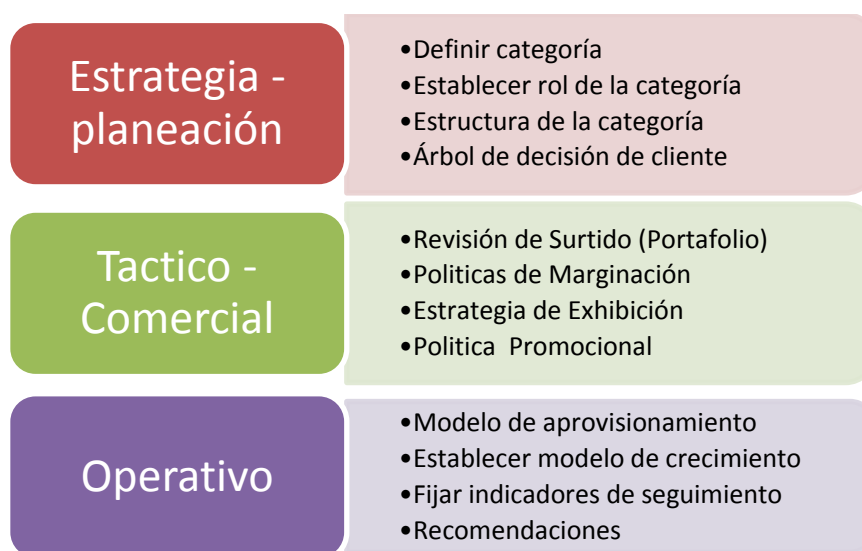 Estrategia -
planeación
•Definir categoría
•Establecer rol de la categoría
•Estructura de la categoría
•Árbol de decisión de cliente
Tactico -
Comercial
•Revisión de Surtido (Portafolio)
•Politicas de Marginación
•Estrategia de Exhibición
•Politica  Promocional
Operativo
•Modelo de aprovisionamiento
•Establecer modelo de crecimiento
•Fijar indicadores de seguimiento
•Recomendaciones